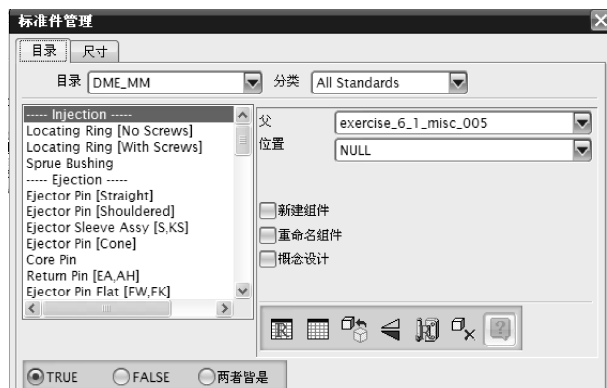 标准件管理
目录 尺寸
目录 DME_MM 分类 All Standards
----- Injection -----
Locating Ring [No Screws]
Locating Ring [With Screws]
Sprue Bushing
----- Ejection -----
Ejector Pin [Straight]
Ejector Pin [Shouldered]
Ejector Sleeve Assy [S,KS]
Ejector Pin [Cone]
Core Pin
Return Pin [EA,AH]
Ejector Pin Flat [FW,FK]
父 exercise_6_1_misc_005
位置 NULL
新建组件
重命名组件
概念设计
TRUE FALSE 两者皆是